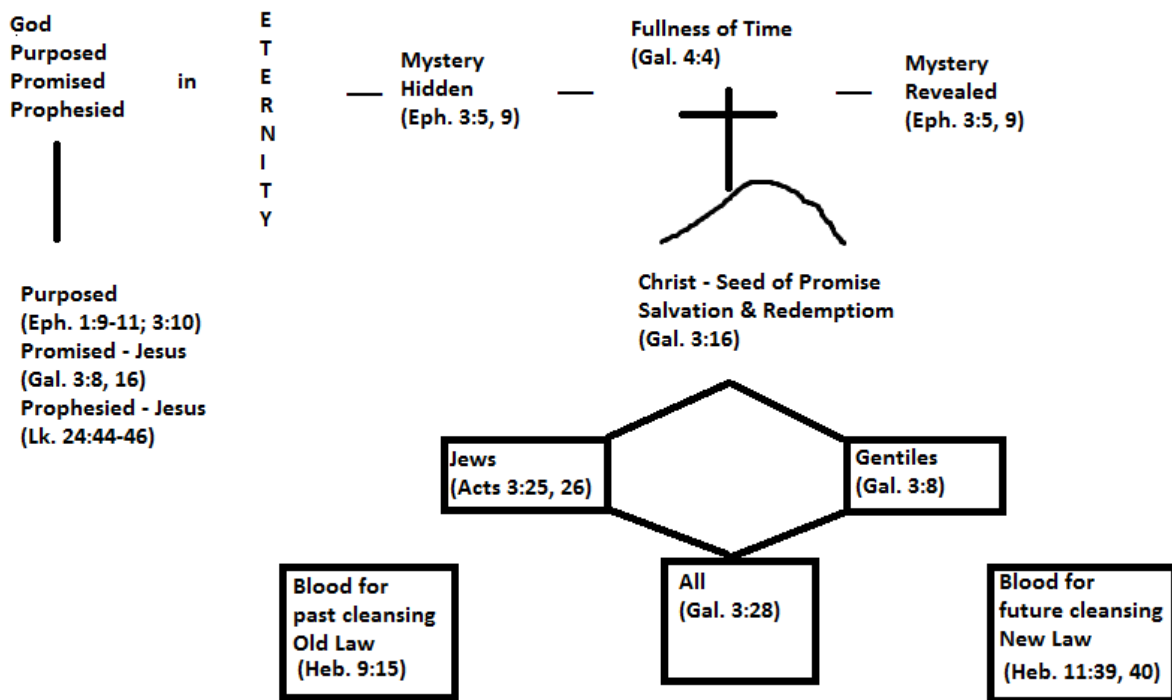 God
Purposed
Promised in
Prophesied
ETERNITY
Mystery
Hidden
(Eph. 3:5, 9)
Fullness of Time
(Gal. 4:4)
Mystery
Revealed
(Eph. 3:5, 9)
Purposed
(Eph. 1:9-11; 3:10)
Promised - Jesus
(Gal. 3:8, 16)
Prophesied - Jesus
(Lk. 24:44-46)
Christ - Seed of Promise
Salvation & Redemptiom
(Gal. 3:16)
Jews
(Acts 3:25, 26)
Gentiles
(Gal. 3:8)
Blood for
past cleansing
Old Law
(Heb. 9:15)
All
(Gal. 3:28)
Blood for
future cleansing
New Law
(Heb. 11:39, 40)